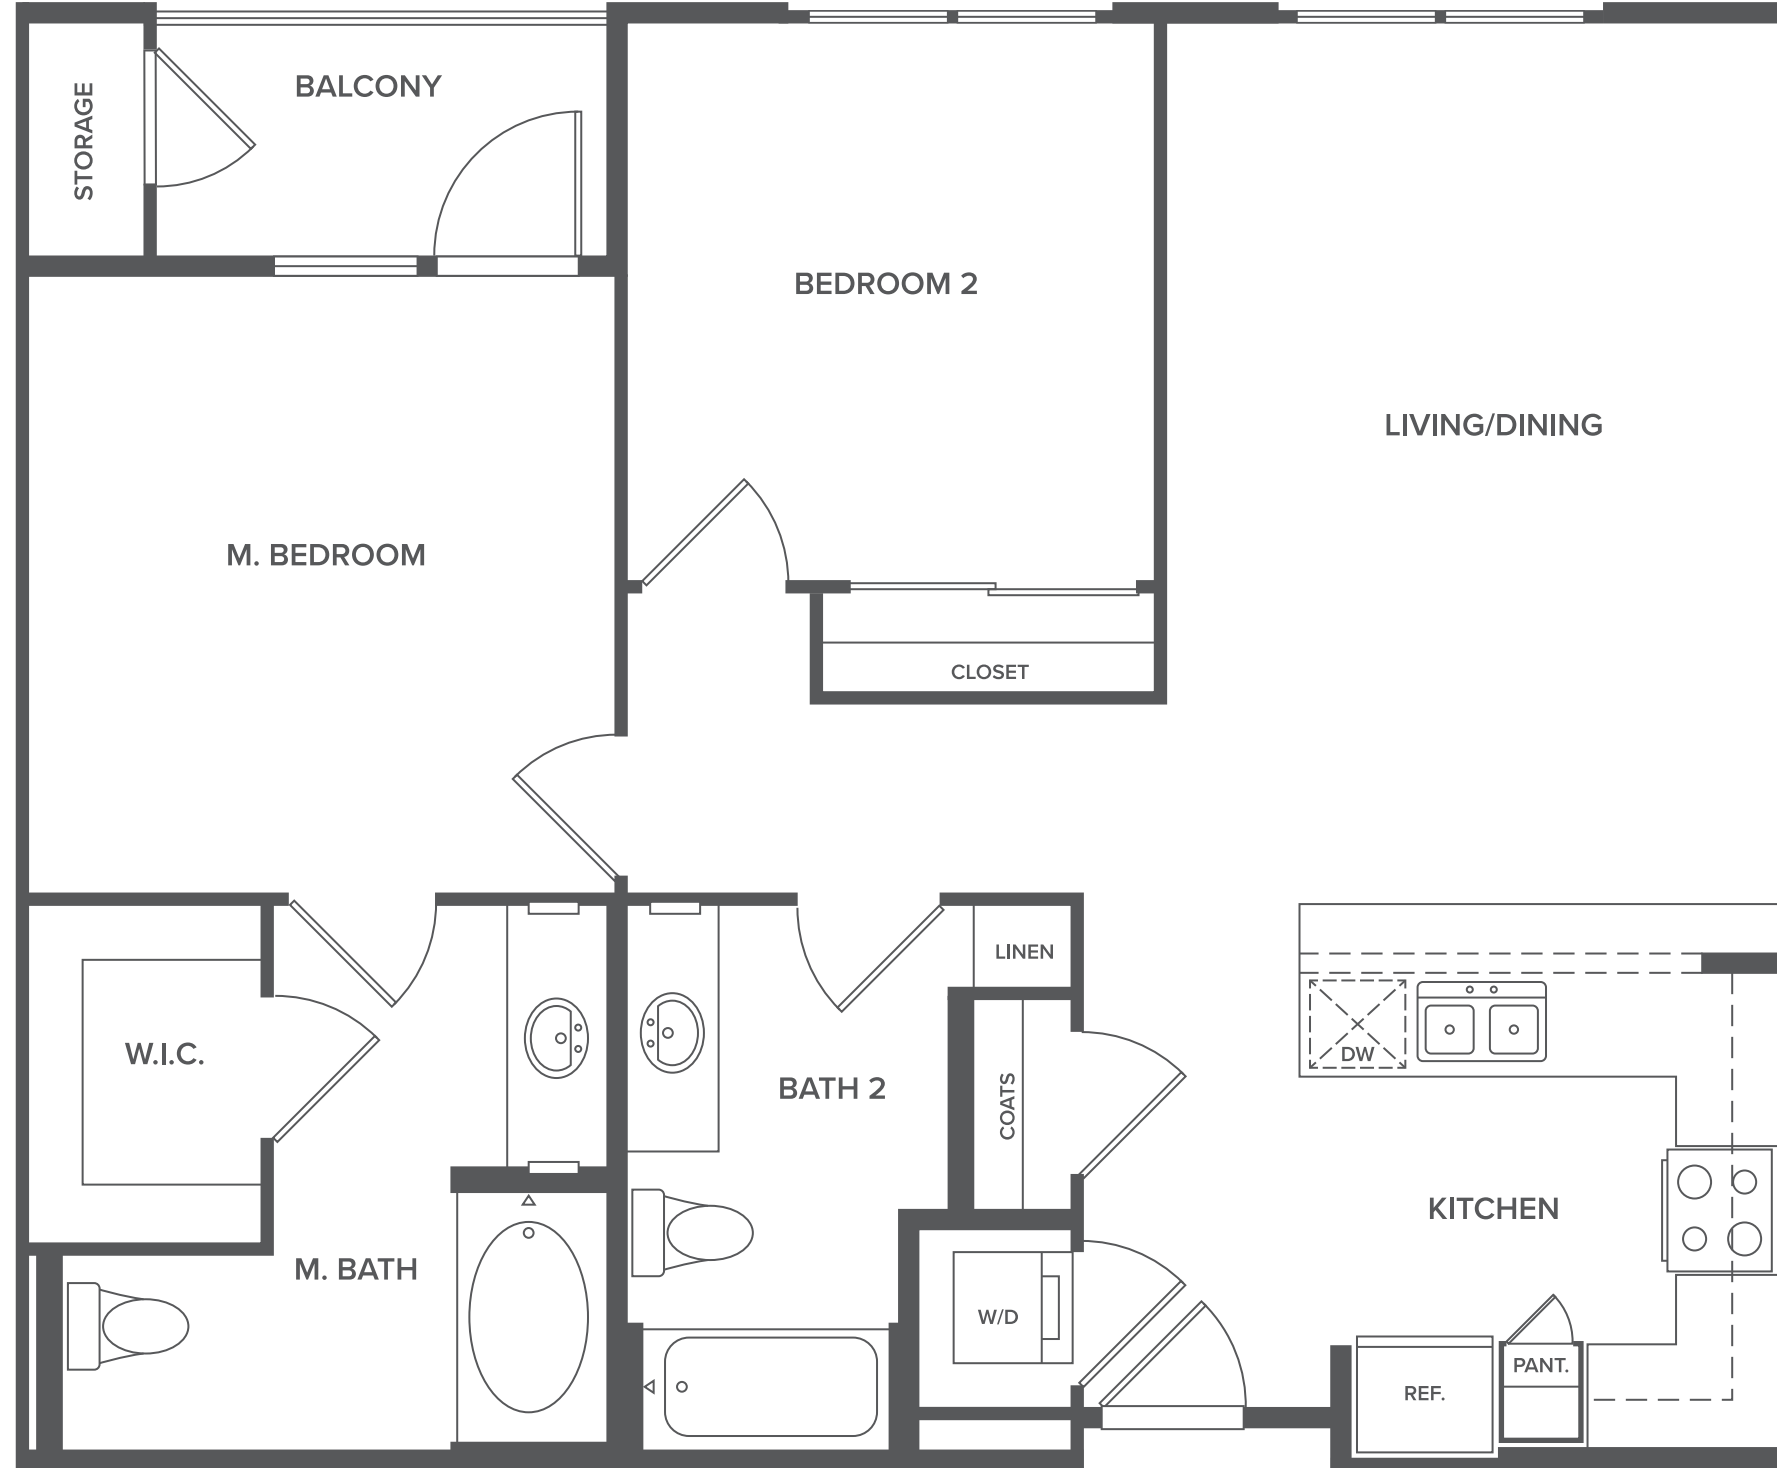 STORAGE
BALCONY
BEDROOM 2
LIVING/DINING
M. BEDROOM
CLOSET
LINEN
W.I.C.
DW
BATH 2
COATS
KITCHEN
M. BATH
W/D
PANT.
REF.